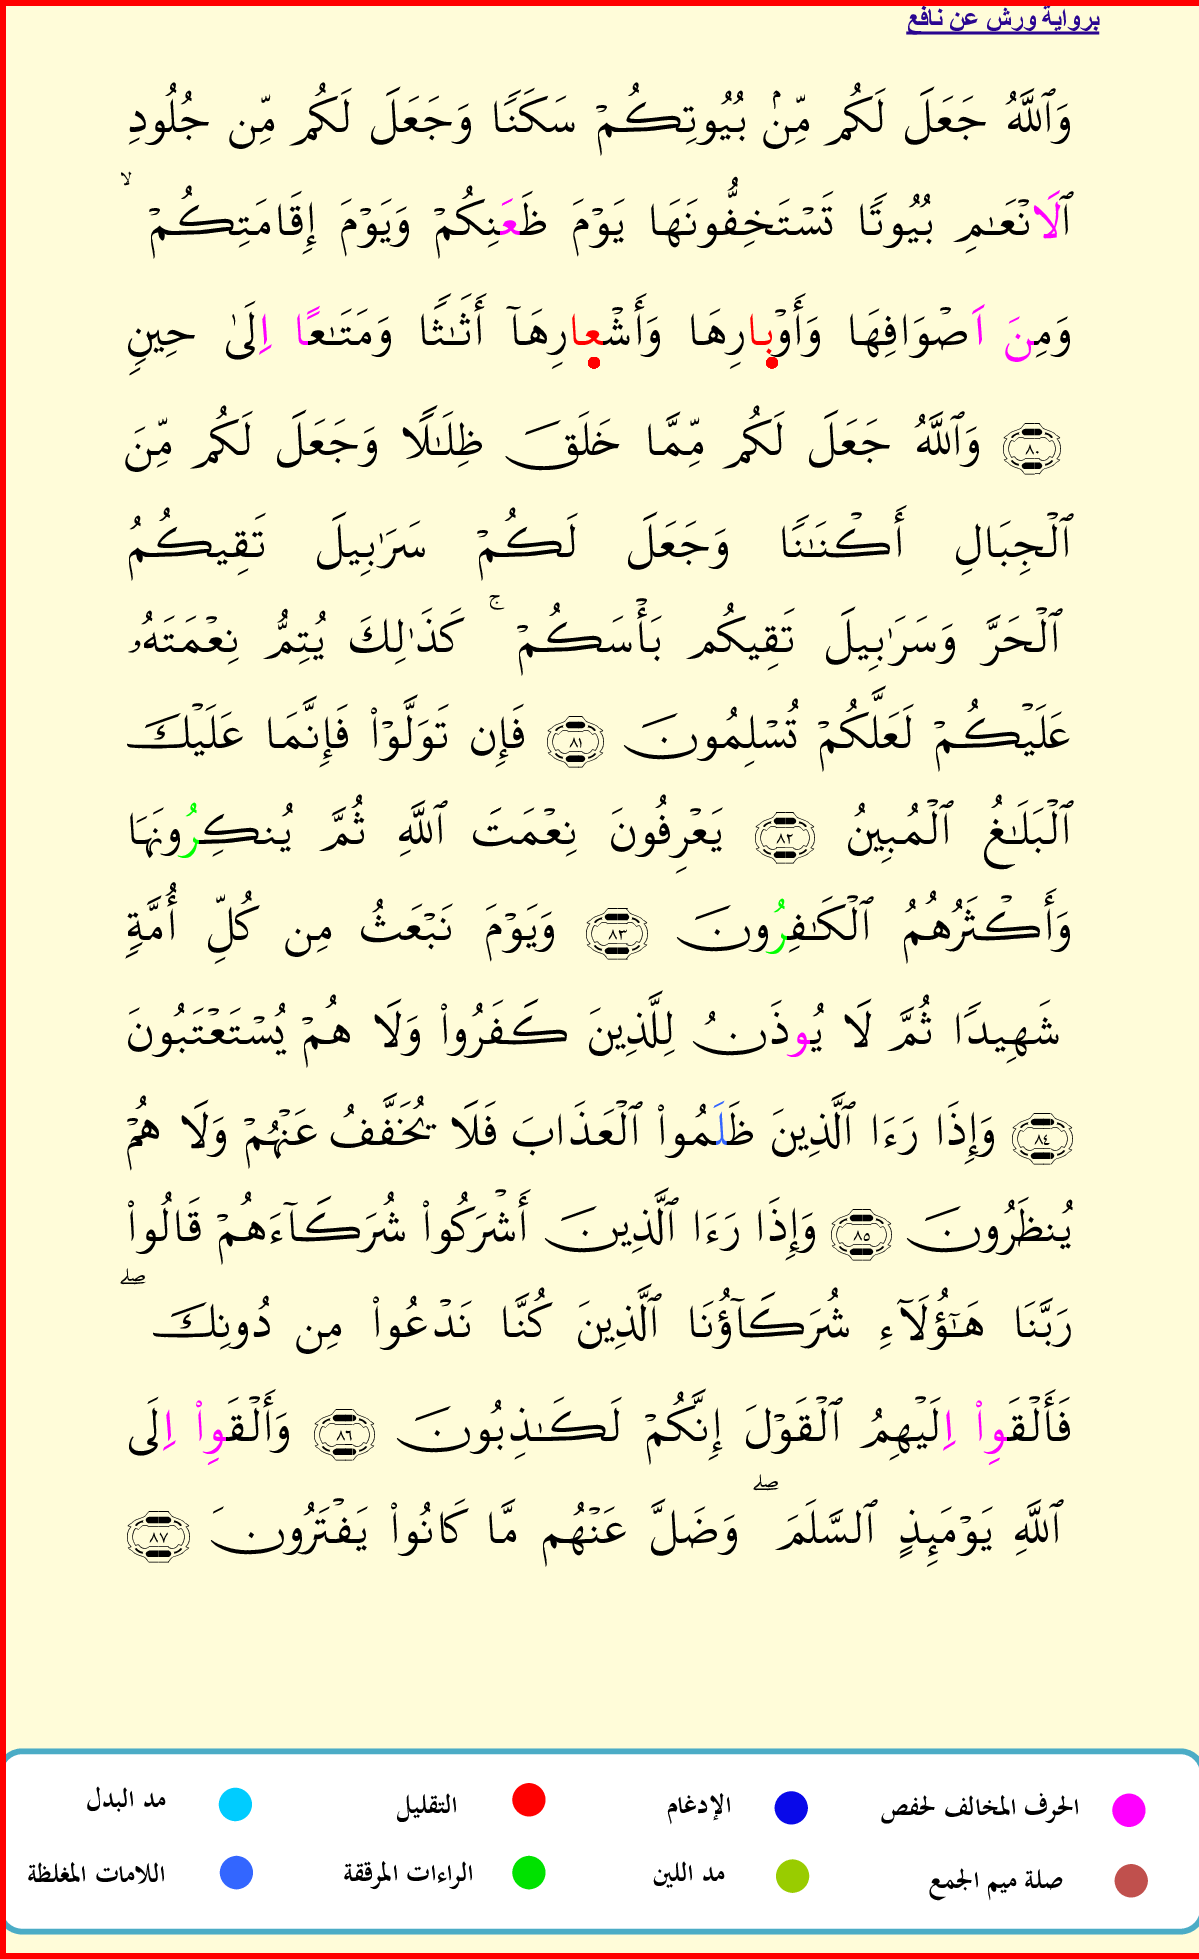 برواية ورش عن نافع
وَٱللَّهُ جَعَلَ لَكُم مِّنۢ بُيُوتِكُمْ سَكَنًا وَجَعَلَ لَكُم مِّن جُلُودِ
ٱلَانْعَٰمِ بُيُوتًا تَسْتَخِفُّونَهَا يَوْمَ ظَعَنِكُمْ وَيَوْمَ إِقَامَتِكُمْ ۙ
وَمِنَ اَصْوَافِهَا وَأَوْبِارِهَا وَأَشْعِارِهَآ أَثَٰثًا وَمَتَٰعًا اِلَىٰ حِينٍ
٨٠ وَٱللَّهُ جَعَلَ لَكُم مِّمَّا خَلَقَ ظِلَٰلًا وَجَعَلَ لَكُم مِّنَ
ٱلْجِبَالِ أَكْنَٰنًا وَجَعَلَ لَكُمْ سَرَٰبِيلَ تَقِيكُمُ
ٱلْحَرَّ وَسَرَٰبِيلَ تَقِيكُم بَأْسَكُمْ ۚ كَذَٰلِكَ يُتِمُّ نِعْمَتَهُۥ
عَلَيْكُمْ لَعَلَّكُمْ تُسْلِمُونَ ٨١ فَإِن تَوَلَّوْا۟ فَإِنَّمَا عَلَيْكَ
ٱلْبَلَٰغُ ٱلْمُبِينُ ٨٢ يَعْرِفُونَ نِعْمَتَ ٱللَّهِ ثُمَّ يُنكِرُونَهَا
وَأَكْثَرُهُمُ ٱلْكَٰفِرُونَ ٨٣ وَيَوْمَ نَبْعَثُ مِن كُلِّ أُمَّةٍ
شَهِيدًا ثُمَّ لَا يُوذَنُ لِلَّذِينَ كَفَرُوا۟ وَلَا هُمْ يُسْتَعْتَبُونَ
٨٤ وَإِذَا رَءَا ٱلَّذِينَ ظَلَمُوا۟ ٱلْعَذَابَ فَلَا يُخَفَّفُ عَنْهُمْ وَلَا هُمْ
يُنظَرُونَ ٨٥ وَإِذَا رَءَا ٱلَّذِينَ أَشْرَكُوا۟ شُرَكَآءَهُمْ قَالُوا۟
رَبَّنَا هَٰٓؤُلَآءِ شُرَكَآؤُنَا ٱلَّذِينَ كُنَّا نَدْعُوا۟ مِن دُونِكَ ۖ
فَأَلْقَوِا۟ اِلَيْهِمُ ٱلْقَوْلَ إِنَّكُمْ لَكَٰذِبُونَ ٨٦ وَأَلْقَوِا۟ اِلَى
ٱللَّهِ يَوْمَئِذٍ ٱلسَّلَمَ ۖ وَضَلَّ عَنْهُم مَّا كَانُوا۟ يَفْتَرُونَ ٨٧
الحرف المخالف لحفص الإدغام التقليل مد البدل
صلة ميم الجمع مد اللين الراءات المرققة اللامات المغلظة